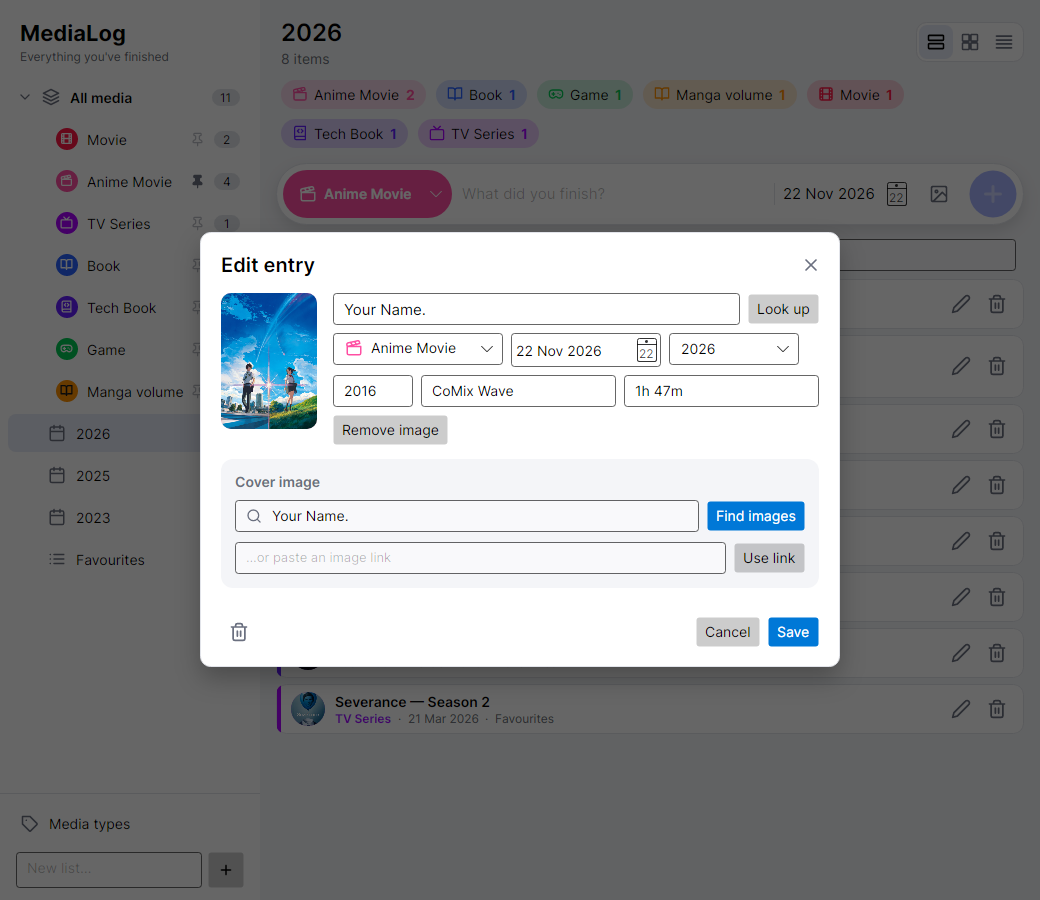 MediaLog
Everything you've finished
All media 11
Movie 2
Anime Movie 4
TV Series 1
Book
Tech Book
Game
Manga volume
2026
2025
2023
Favourites
Media types
New list...
+
2026
8 items
Anime Movie 2 Book 1 Game 1 Manga volume 1 Movie 1
Tech Book 1 TV Series 1
Anime Movie What did you finish? 22 Nov 2026 22
Edit entry
Your Name. Look up
Anime Movie 22 Nov 2026 22 2026
2016 CoMix Wave 1h 47m
Remove image
Cover image
Your Name. Find images
...or paste an image link Use link
Cancel Save
Severance — Season 2
TV Series · 21 Mar 2026 · Favourites